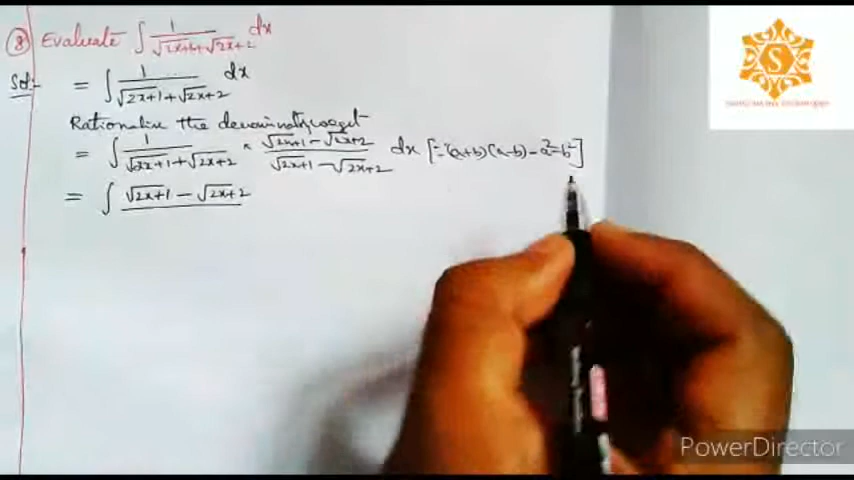 ⑧ Evaluate ∫ 1/(√2x+1 + √2x+2) dx
Sol:- = ∫ 1/(√2x+1 + √2x+2) dx
Rationalise the denominator, we get
= ∫ 1/(√2x+1 + √2x+2) × (√2x+1 - √2x+2)/(√2x+1 - √2x+2) dx [∵ (a+b)(a-b) = a²-b²]
= ∫ √2x+1 - √2x+2
S
PowerDirector